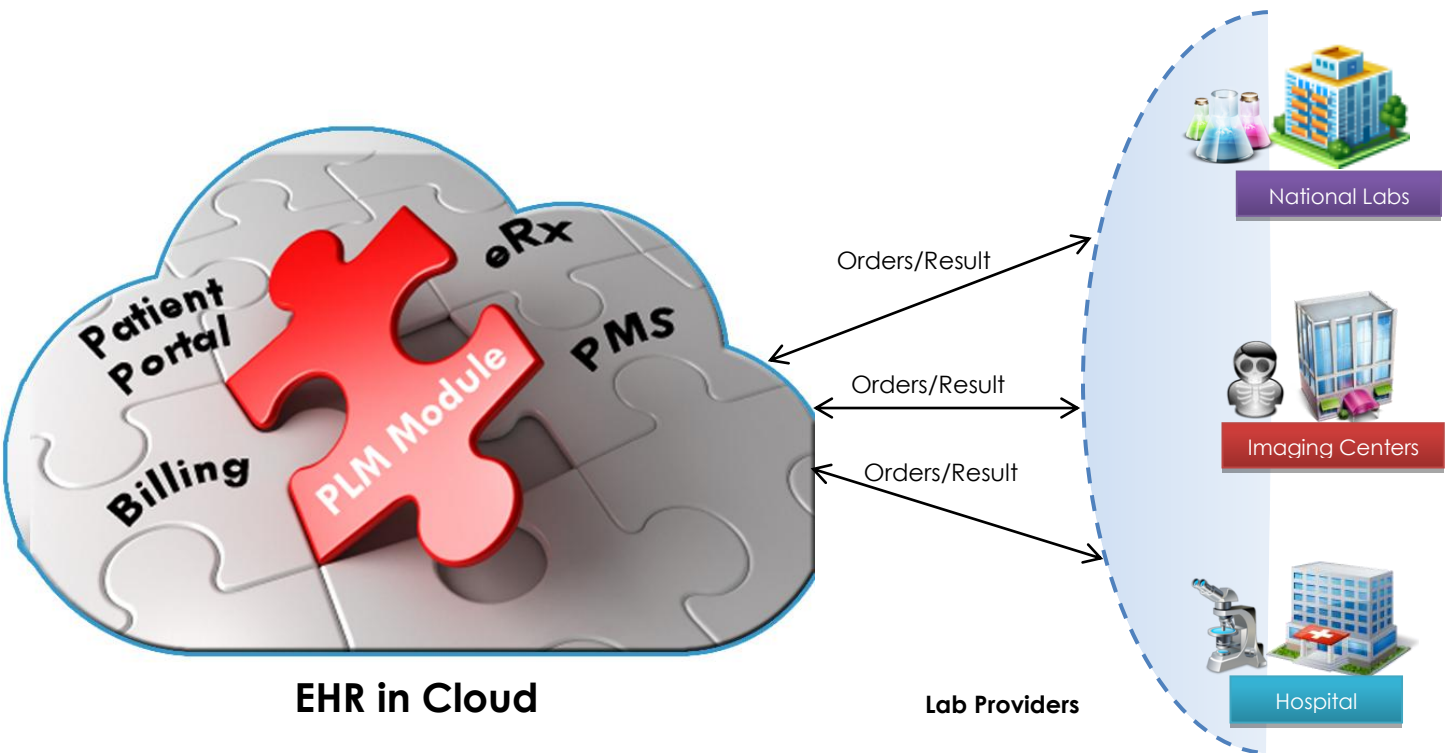 eRx
Patient
Portal
PMs
PLM Module
Billing
EHR in Cloud
Orders/Result
Orders/Result
Orders/Result
Lab Providers
National Labs
Imaging Centers
Hospital